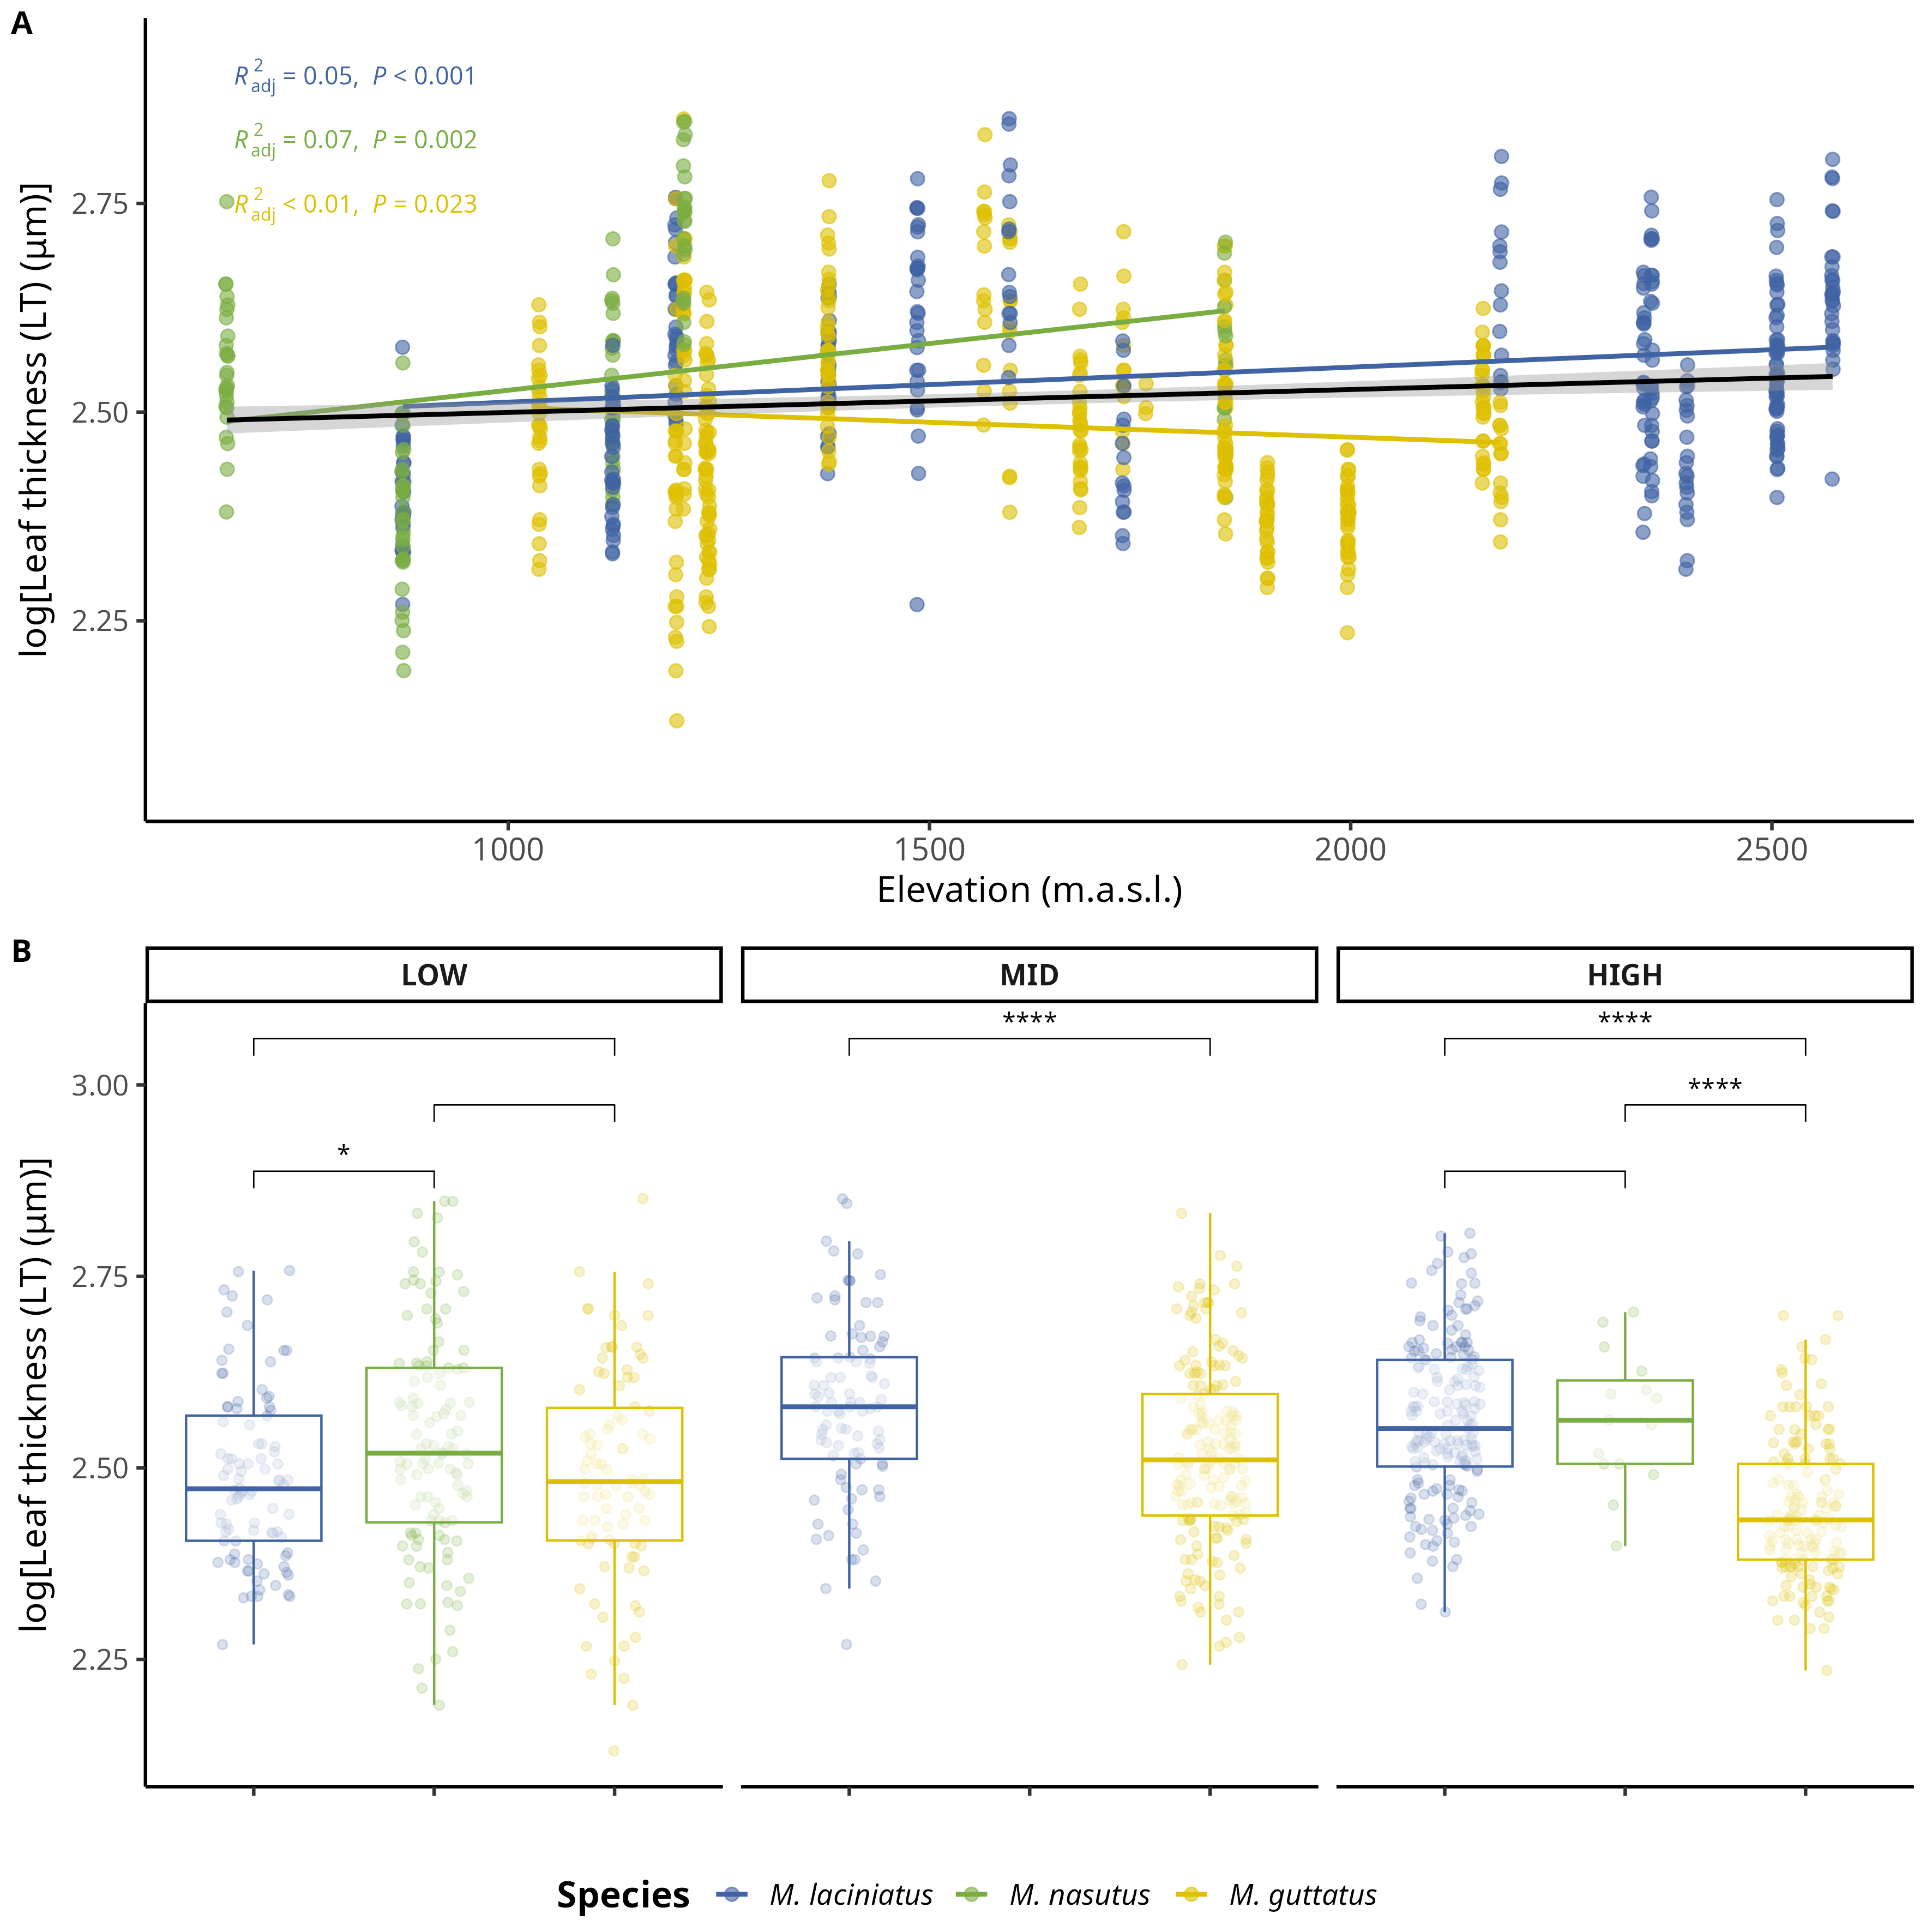 A
R²adj = 0.05, P < 0.001
R²adj = 0.07, P = 0.002
R²adj < 0.01, P = 0.023
log[Leaf thickness (LT) (µm)]
2.75
2.50
2.25
1000 1500 2000 2500
Elevation (m.a.s.l.)
B
LOW MID HIGH
**** ****
****
*
log[Leaf thickness (LT) (µm)]
3.00
2.75
2.50
2.25
Species M. laciniatus M. nasutus M. guttatus